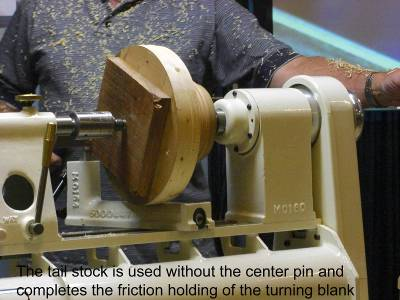 The tail stock is used without the center pin and
completes the friction holding of the turning blank